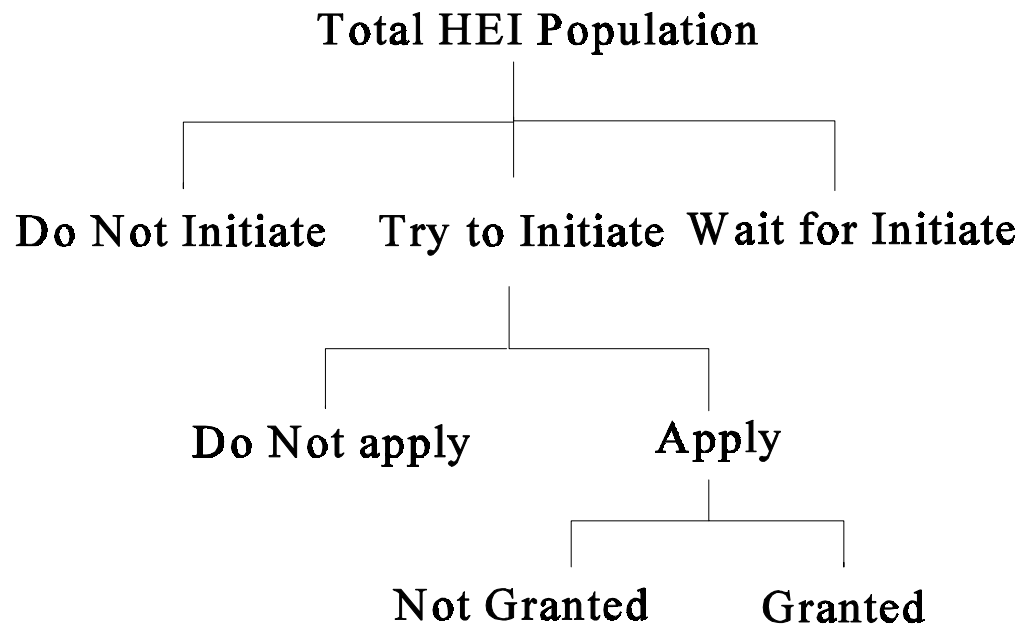 Total HEI Population
Do Not Initiate Try to Initiate Wait for Initiate
Do Not apply Apply
Not Granted Granted